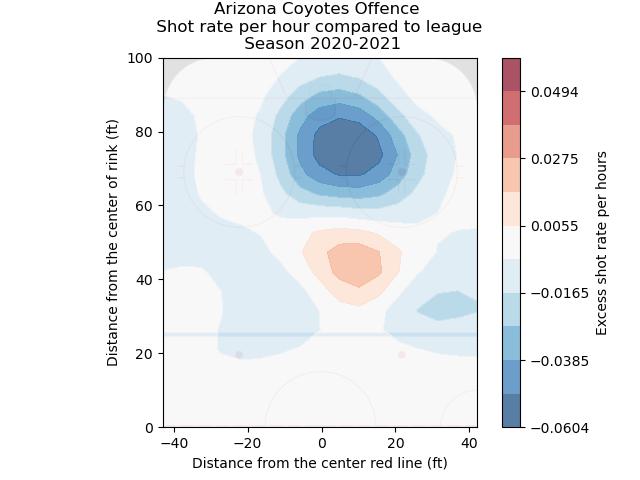 Arizona Coyotes Offence
Shot rate per hour compared to league
Season 2020-2021
100
80
60
40
20
0
Distance from the center of rink (ft)
−40
−20
0
20
40
Distance from the center red line (ft)
0.0494
0.0275
0.0055
−0.0165
−0.0385
−0.0604
Excess shot rate per hours